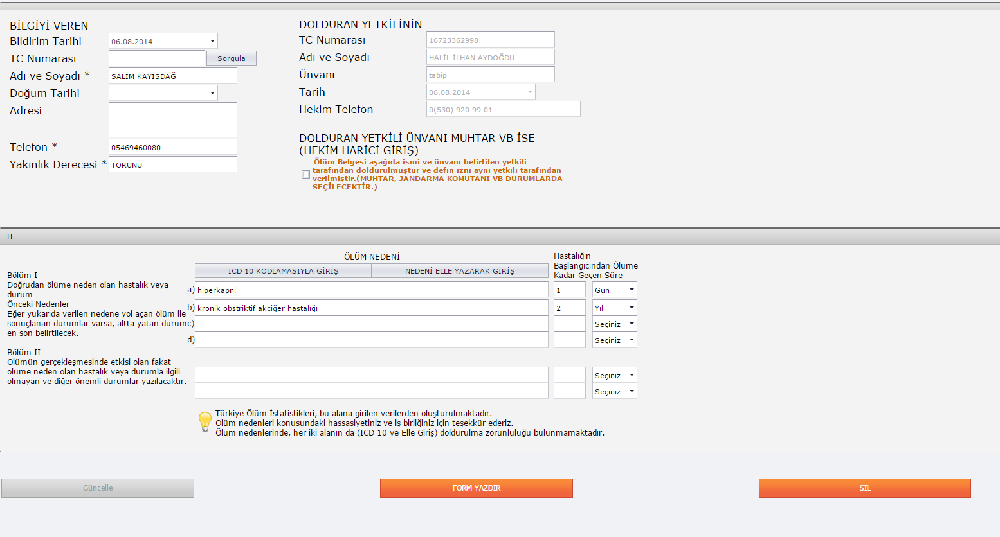 BİLGİYİ VEREN
Bildirim Tarihi 06.08.2014
TC Numarası Sorgula
Adı ve Soyadı * SALİM KAYIŞDAĞ
Doğum Tarihi
Adresi
Telefon * 05469460080
Yakınlık Derecesi * TORUNU
DOLDURAN YETKİLİNİN
TC Numarası 16723362998
Adı ve Soyadı HALİL İLHAN AYDOĞDU
Ünvanı tabip
Tarih 06.08.2014
Hekim Telefon 0(530) 920 99 01
DOLDURAN YETKİLİ ÜNVANI MUHTAR VB İSE
(HEKİM HARİCİ GİRİŞ)
Ölüm Belgesi aşağıda ismi ve ünvanı belirtilen yetkili
tarafından doldurulmuştur ve defin izni aynı yetkili tarafından
verilmiştir.(MUHTAR, JANDARMA KOMUTANI VB DURUMLARDA
SEÇİLECEKTİR.)
H
ÖLÜM NEDENİ
ICD 10 KODLAMASIYLA GİRİŞ NEDENİ ELLE YAZARAK GİRİŞ
Hastalığın
Başlangıcından Ölüme
Kadar Geçen Süre
Bölüm I
Doğrudan ölüme neden olan hastalık veya
durum
a) hiperkapni 1 Gün
Önceki Nedenler
b) kronik obstriktif akciğer hastalığı 2 Yıl
Eğer yukarıda verilen nedene yol açan ölüm ile
sonuçlanan durumlar varsa, altta yatan durum
c) Seçiniz
en son belirtilecek.
d) Seçiniz
Bölüm II
Ölümün gerçekleşmesinde etkisi olan fakat
ölüme neden olan hastalık veya durumla ilgili
olmayan ve diğer önemli durumlar yazılacaktır.
Seçiniz
Seçiniz
Türkiye Ölüm İstatistikleri, bu alana girilen verilerden oluşturulmaktadır.
Ölüm nedenleri konusundaki hassasiyetiniz ve iş birliğiniz için teşekkür ederiz.
Ölüm nedenlerinde, her iki alanın da (ICD 10 ve Elle Giriş) doldurulma zorunluluğu bulunmamaktadır.
Güncelle FORM YAZDIR SİL